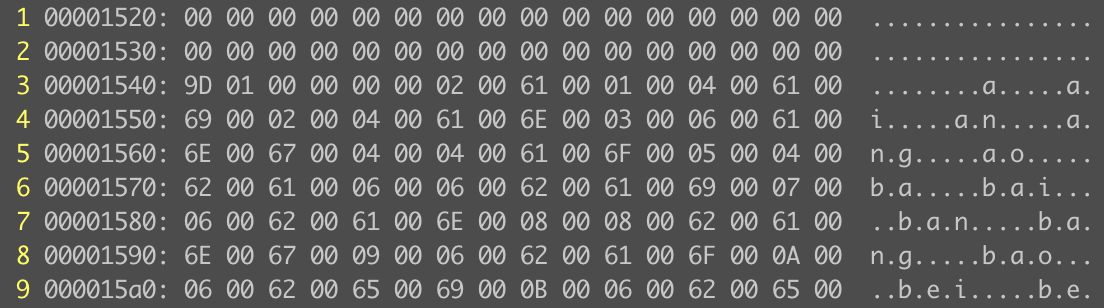 1 00001520: 00 00 00 00 00 00 00 00 00 00 00 00 00 00 00 00 ................
2 00001530: 00 00 00 00 00 00 00 00 00 00 00 00 00 00 00 00 ................
3 00001540: 9D 01 00 00 00 00 02 00 61 00 01 00 04 00 61 00 ........a.....a.
4 00001550: 69 00 02 00 04 00 61 00 6E 00 03 00 06 00 61 00 i.....a.n.....a.
5 00001560: 6E 00 67 00 04 00 04 00 61 00 6F 00 05 00 04 00 n.g.....a.o.....
6 00001570: 62 00 61 00 06 00 06 00 62 00 61 00 69 00 07 00 b.a.....b.a.i...
7 00001580: 06 00 62 00 61 00 6E 00 08 00 08 00 62 00 61 00 ..b.a.n.....b.a.
8 00001590: 6E 00 67 00 09 00 06 00 62 00 61 00 6F 00 0A 00 n.g.....b.a.o...
9 000015a0: 06 00 62 00 65 00 69 00 0B 00 06 00 62 00 65 00 ..b.e.i.....b.e.